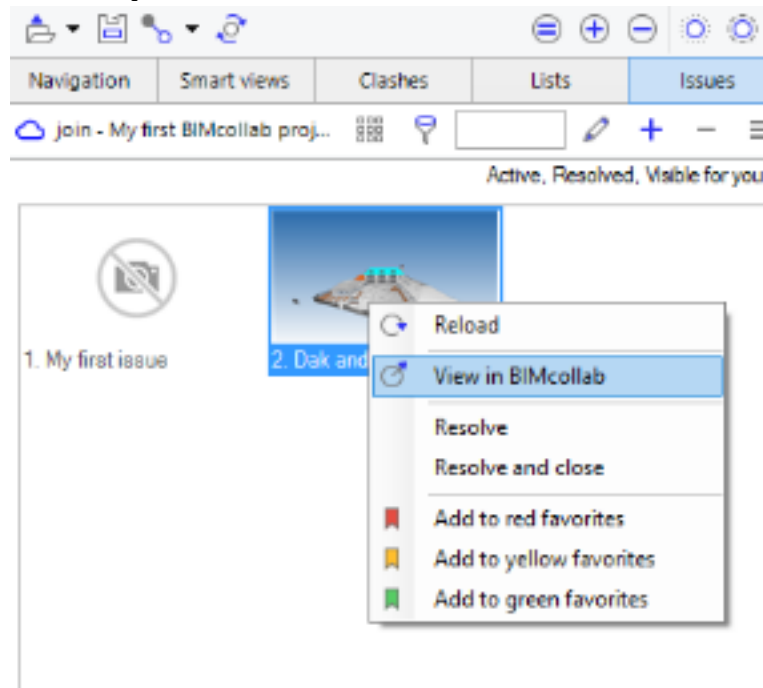 Navigation Smart views Clashes Lists Issues
join - My first BIMcollab proj...
Active, Resolved, Visible for you
1. My first issue
2. Dak and
Reload
View in BIMcollab
Resolve
Resolve and close
Add to red favorites
Add to yellow favorites
Add to green favorites